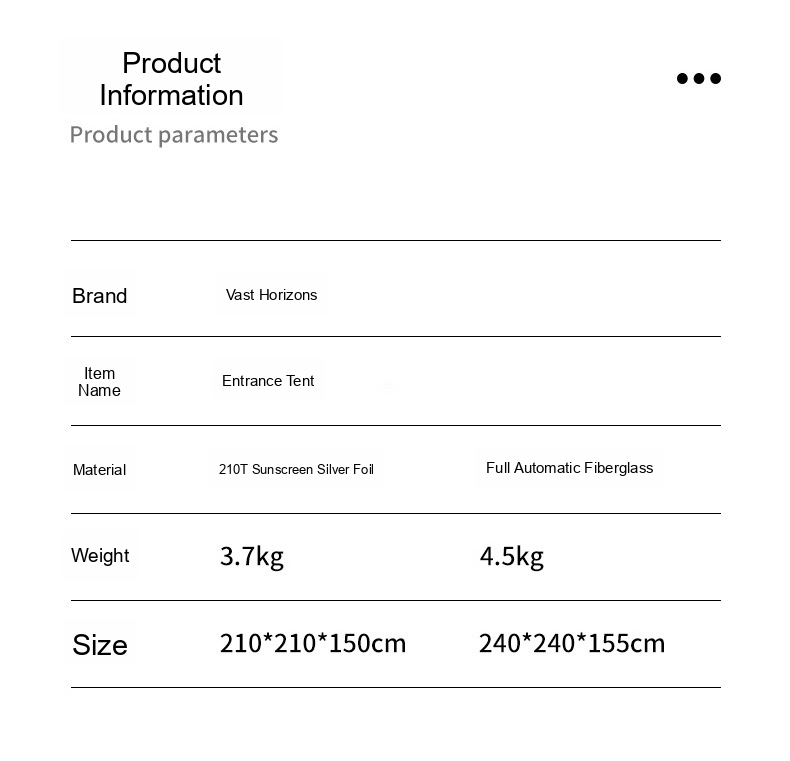 Product
Information
Product parameters
Brand
Vast Horizons
Item
Name
Entrance Tent
Material
210T Sunscreen Silver Foil
Full Automatic Fiberglass
Weight
3.7kg
4.5kg
Size
210*210*150cm
240*240*155cm